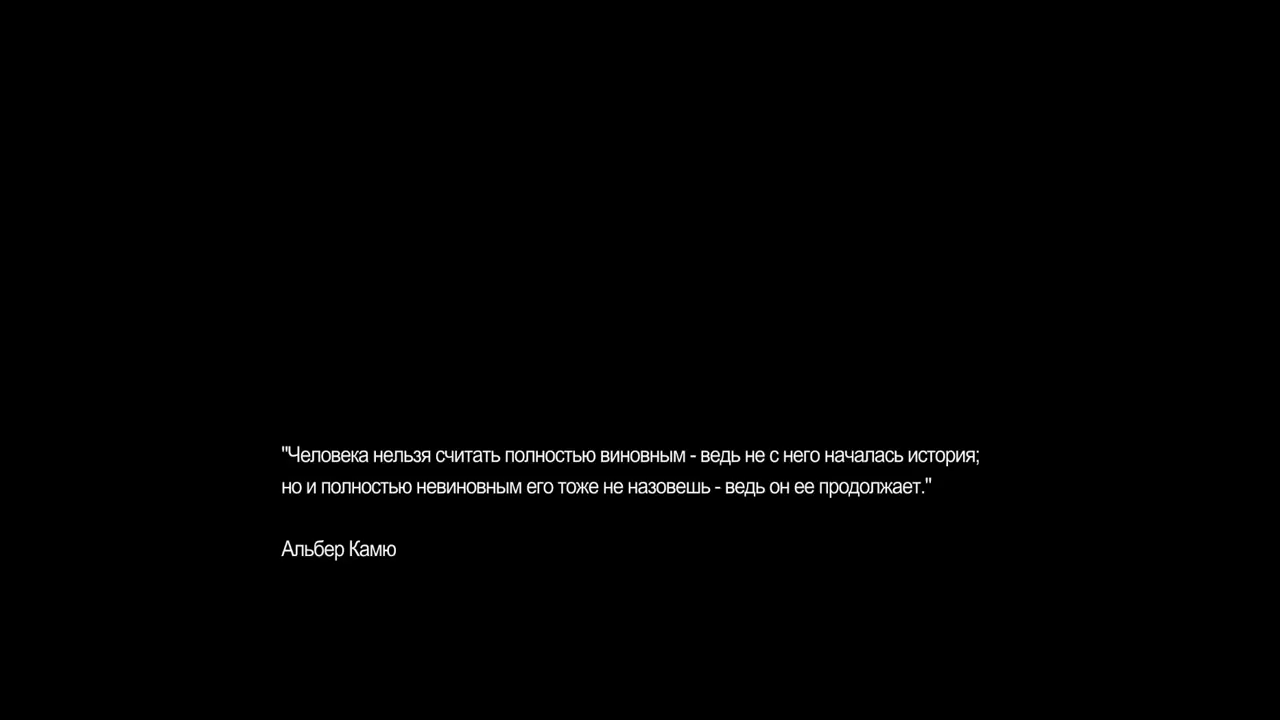 "Человека нельзя считать полностью виновным - ведь не с него началась история;
но и полностью невиновным его тоже не назовешь - ведь он ее продолжает."
Альбер Камю